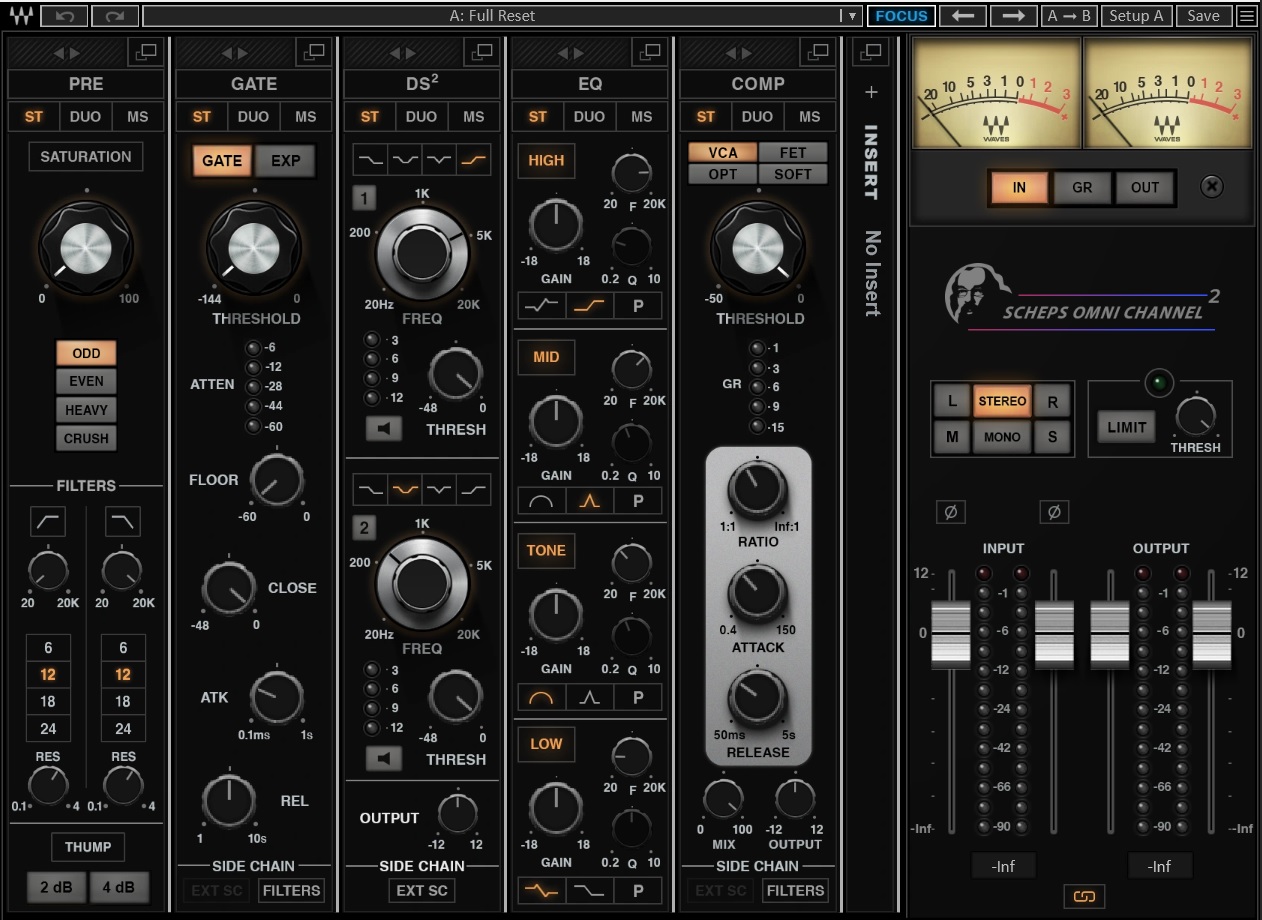 A: Full Reset FOCUS A B Setup A Save
PRE
ST DUO MS
SATURATION
0 100
ODD
EVEN
HEAVY
CRUSH
FILTERS
20 20K 20 20K
6 6
12 12
18 18
24 24
RES RES
0.1 4 0.1 4
THUMP
2 dB 4 dB
GATE
ST DUO MS
GATE EXP
-144 0
THRESHOLD
-6
-12
ATTEN -28
-44
-60
FLOOR
-60 0
CLOSE
-48 0
ATK
0.1ms 1s
REL
1 10s
SIDE CHAIN
EXT SC FILTERS
DS2
ST DUO MS
1 1K
200 5K
20Hz 20K
FREQ
3
6
9
12
-48 0
THRESH
2 1K
200 5K
20Hz 20K
FREQ
3
6
9
12
-48 0
THRESH
OUTPUT
-12 12
SIDE CHAIN
EXT SC
EQ
ST DUO MS
HIGH
20 F 20K
-18 18
GAIN 0.2 Q 10
P
MID
20 F 20K
-18 18
GAIN 0.2 Q 10
P
TONE
20 F 20K
-18 18
GAIN 0.2 Q 10
P
LOW
20 F 20K
-18 18
GAIN 0.2 Q 10
P
COMP
ST DUO MS
VCA FET
OPT SOFT
-50 0
THRESHOLD
1
3
GR 6
9
15
1:1 Inf:1
RATIO
0.4 150
ATTACK
50ms 5s
RELEASE
0 100 -12 12
MIX OUTPUT
SIDE CHAIN
EXT SC FILTERS
+
INSERT
No Insert
20 10 5 3 1 0 1 2 3 +
WAVES
20 10 5 3 1 0 1 2 3 +
WAVES
IN GR OUT
SCHEPS OMNI CHANNEL 2
L STEREO R
M MONO S
LIMIT
THRESH
Ø Ø
INPUT OUTPUT
12 -1 -1 12
0 -6 -6 0
-12 -12
-24 -24
-42 -42
-66 -66
-Inf -90 -90 -Inf
-Inf -Inf